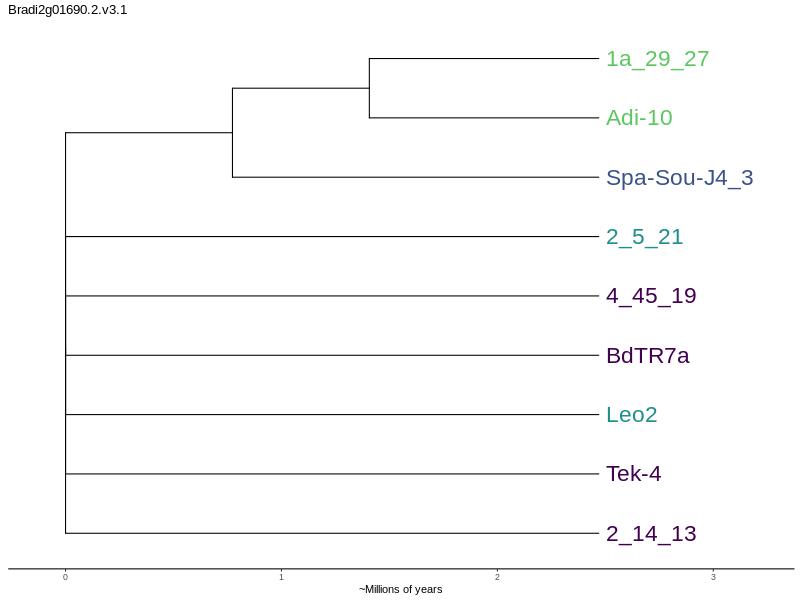 Bradi2g01690.2.v3.1
1a_29_27
Adi-10
Spa-Sou-J4_3
2_5_21
4_45_19
BdTR7a
Leo2
Tek-4
2_14_13
0 1 2 3
~Millions of years